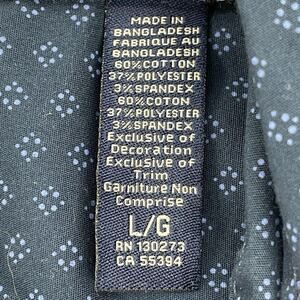 MADE IN
BANGLADESH
FABRIQUE AU
BANGLADESH
60%COTTON
37%POLYESTER
3%SPANDEX
60%COTTON
37%POLYESTER
3%SPANDEX
Exclusive of
Decoration
Exclusive of
Trim
Garniture Non
Comprise
L/G
RN 130273
CA 55394